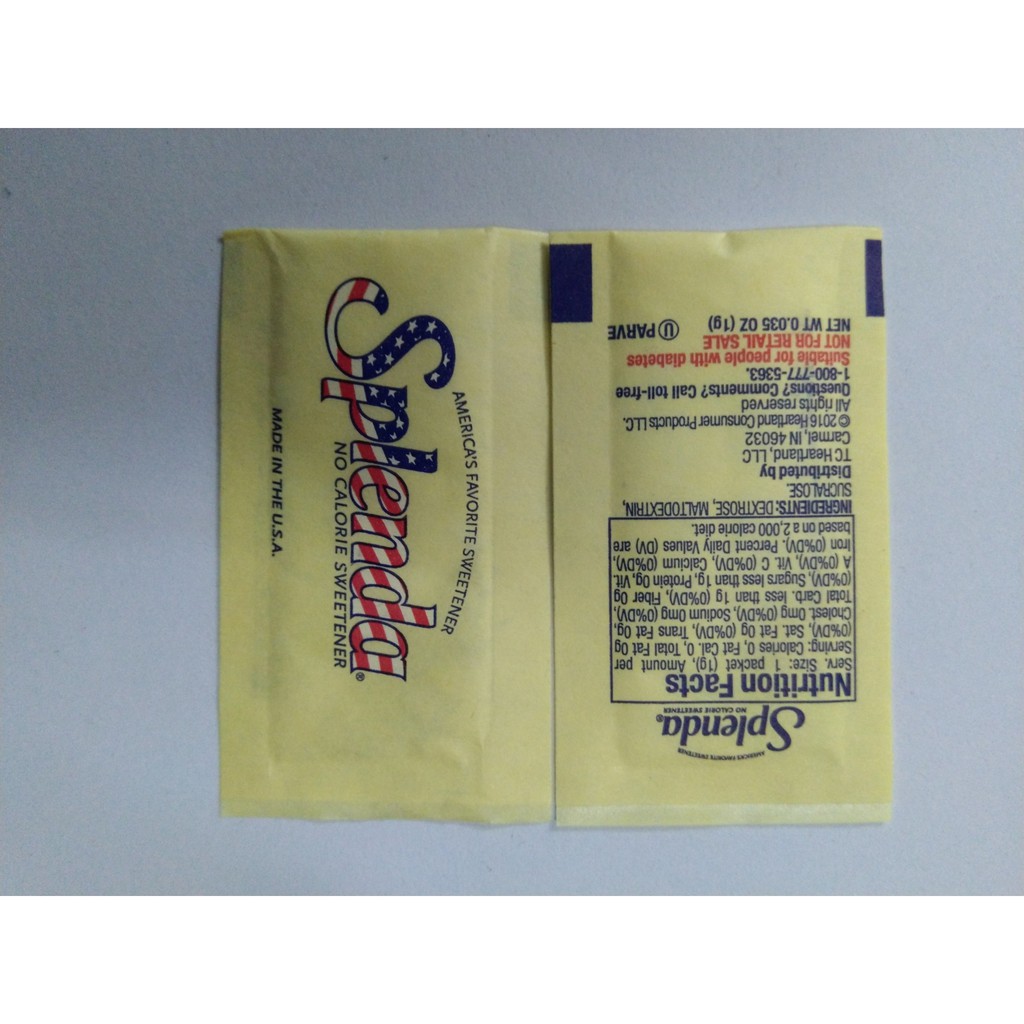 AMERICA'S FAVORITE SWEETENER
Splenda®
NO CALORIE SWEETENER
MADE IN THE U.S.A.
AMERICA'S FAVORITE SWEETENER
Splenda®
NO CALORIE SWEETENER
Nutrition Facts
Serv. Size: 1 packet (1g), Amount per
Serving: Calories 0, Fat Cal. 0, Total Fat 0g
(0%DV), Sat. Fat 0g (0%DV), Trans Fat 0g,
Cholest. 0mg (0%DV), Sodium 0mg (0%DV),
Total Carb. less than 1g (0%DV), Fiber 0g
(0%DV), Sugars less than 1g, Protein 0g, Vit.
A (0%DV), Vit. C (0%DV), Calcium (0%DV),
Iron (0%DV). Percent Daily Values (DV) are
based on a 2,000 calorie diet.
INGREDIENTS: DEXTROSE, MALTODEXTRIN,
SUCRALOSE.
Distributed by
TC Heartland, LLC
Carmel, IN 46032
© 2016 Heartland Consumer Products LLC.
All rights reserved
Questions? Comments? Call toll-free
1-800-777-5363.
Suitable for people with diabetes
NOT FOR RETAIL SALE
NET WT 0.035 OZ (1g) Ⓤ PARVE